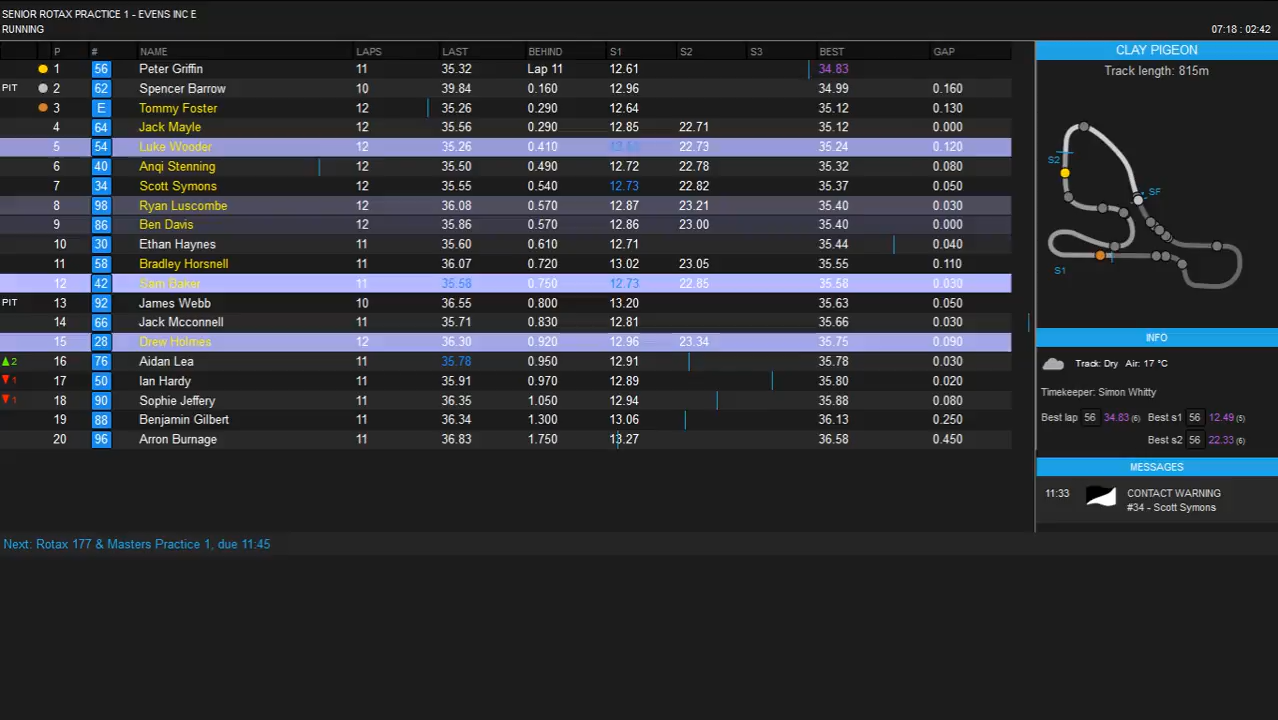 SENIOR ROTAX PRACTICE 1 - EVENS INC E
RUNNING
07:18 : 02:42
P # NAME LAPS LAST BEHIND S1 S2 S3 BEST GAP
1 56 Peter Griffin 11 35.32 Lap 11 12.61 34.83
PIT 2 62 Spencer Barrow 10 39.84 0.160 12.96 34.99 0.160
3 E Tommy Foster 12 35.26 0.290 12.64 35.12 0.130
4 64 Jack Mayle 12 35.56 0.290 12.85 22.71 35.12 0.000
5 54 Luke Wooder 12 35.26 0.410 22.73 35.24 0.120
6 40 Anqi Stenning 12 35.50 0.490 12.72 22.78 35.32 0.080
7 34 Scott Symons 12 35.55 0.540 12.73 22.82 35.37 0.050
8 98 Ryan Luscombe 12 36.08 0.570 12.87 23.21 35.40 0.030
9 86 Ben Davis 12 35.86 0.570 12.86 23.00 35.40 0.000
10 30 Ethan Haynes 11 35.60 0.610 12.71 35.44 0.040
11 58 Bradley Horsnell 11 36.07 0.720 13.02 23.05 35.55 0.110
12 42 Sam Baker 11 35.58 0.750 12.73 22.85 35.58 0.030
PIT 13 92 James Webb 10 36.55 0.800 13.20 35.63 0.050
14 66 Jack Mcconnell 11 35.71 0.830 12.81 35.66 0.030
15 28 Drew Holmes 12 36.30 0.920 12.96 23.34 35.75 0.090
2 16 76 Aidan Lea 11 35.78 0.950 12.91 35.78 0.030
1 17 50 Ian Hardy 11 35.91 0.970 12.89 35.80 0.020
1 18 90 Sophie Jeffery 11 36.35 1.050 12.94 35.88 0.080
19 88 Benjamin Gilbert 11 36.34 1.300 13.06 36.13 0.250
20 96 Arron Burnage 11 36.83 1.750 13.27 36.58 0.450
Next: Rotax 177 & Masters Practice 1, due 11:45
CLAY PIGEON
Track length: 815m
S2
SF
S1
INFO
Track: Dry Air: 17 °C
Timekeeper: Simon Whitty
Best lap 56 34.83 (6) Best s1 56 12.49 (5)
Best s2 56 22.33 (6)
MESSAGES
11:33 CONTACT WARNING
#34 - Scott Symons